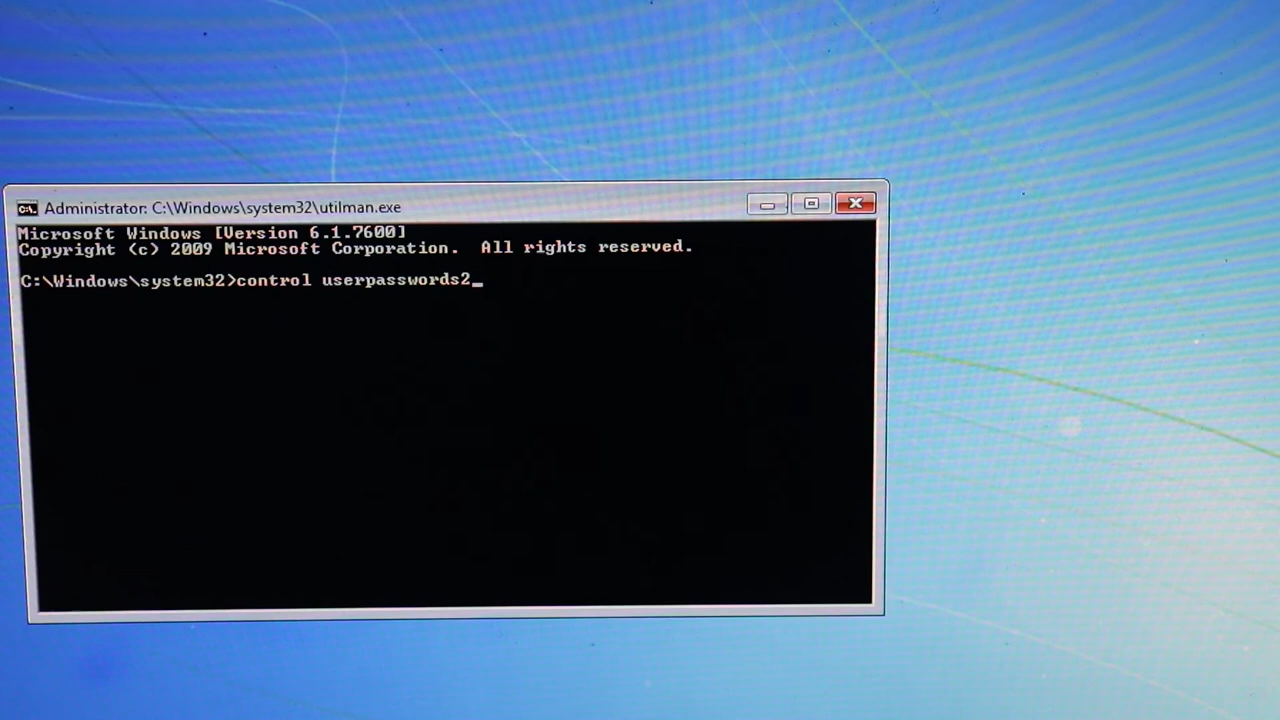 Administrator: C:\Windows\system32\utilman.exe
Microsoft Windows [Version 6.1.7600]
Copyright (c) 2009 Microsoft Corporation.  All rights reserved.
C:\Windows\system32>control userpasswords2_